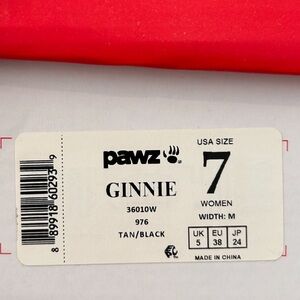 pawz
GINNIE
36010W
976
TAN/BLACK
USA SIZE
7
WOMEN
WIDTH: M
UK EU JP
5 38 24
MADE IN CHINA
8 89918 60293 9